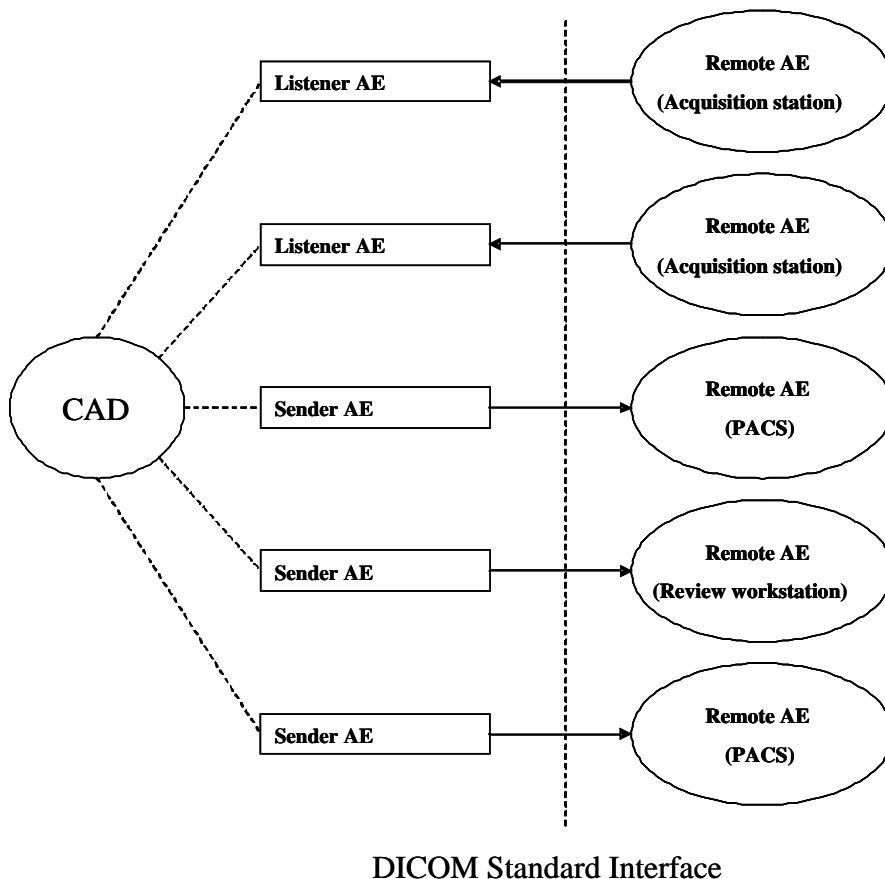 Listener AE
Remote AE
(Acquisition station)
Listener AE
Remote AE
(Acquisition station)
CAD
Sender AE
Remote AE
(PACS)
Sender AE
Remote AE
(Review workstation)
Sender AE
Remote AE
(PACS)
DICOM Standard Interface